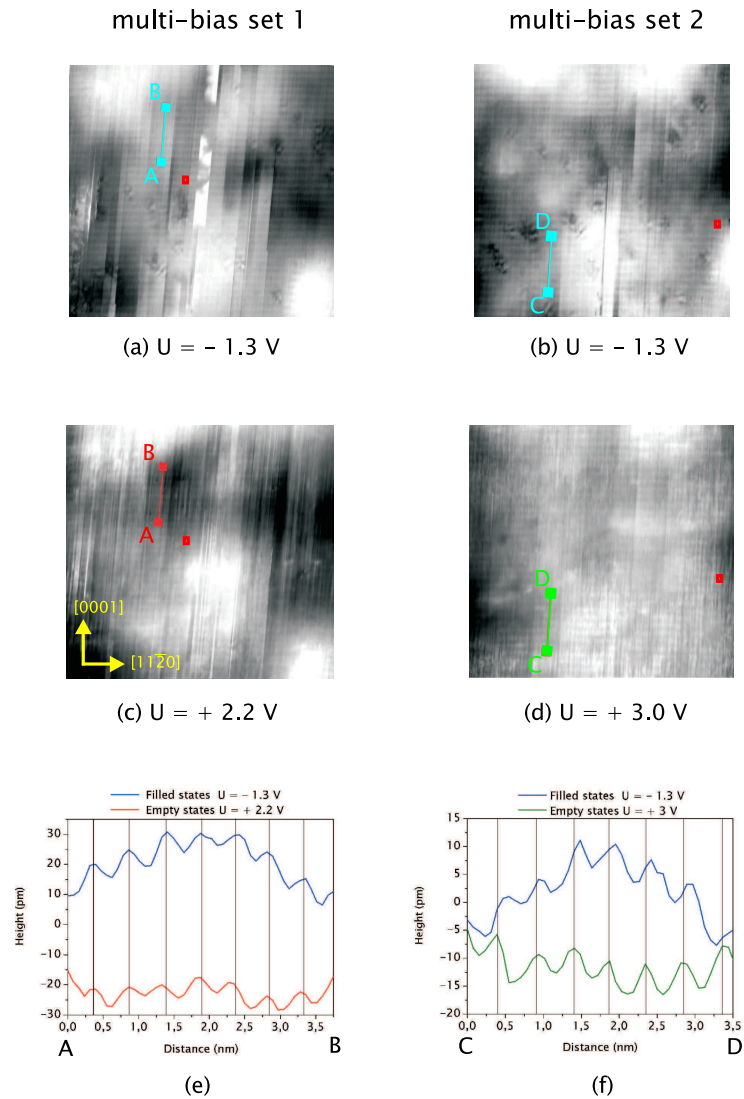 multi-bias set 1
multi-bias set 2
B
A
D
C
(a) U = - 1.3 V
(b) U = - 1.3 V
B
A
[0001]
[112̄0]
D
C
(c) U = + 2.2 V
(d) U = + 3.0 V
Filled states U = - 1.3 V
Empty states U = + 2.2 V
Height (pm)
30
20
10
0
-10
-20
-30
0,0 0,5 1,0 1,5 2,0 2,5 3,0 3,5
A Distance (nm) B
(e)
Filled states U = - 1.3 V
Empty states U = + 3 V
Height (pm)
15
10
5
0
-5
-10
-15
-20
0,0 0,5 1,0 1,5 2,0 2,5 3,0 3,5
C Distance (nm) D
(f)